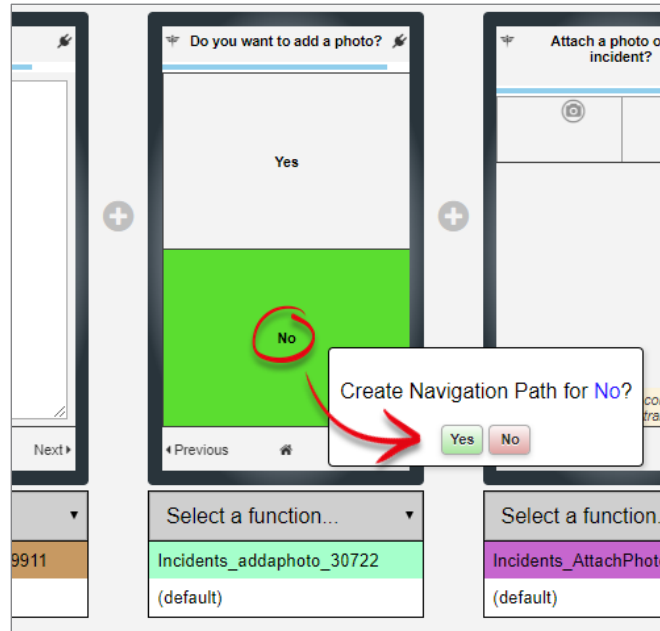 Do you want to add a photo?
Yes
No
Previous
Next
Attach a photo o
incident?
Create Navigation Path for No?
Yes
No
Select a function...
Select a function.
9911
Incidents_addaphoto_30722
(default)
Incidents_AttachPhot
(default)